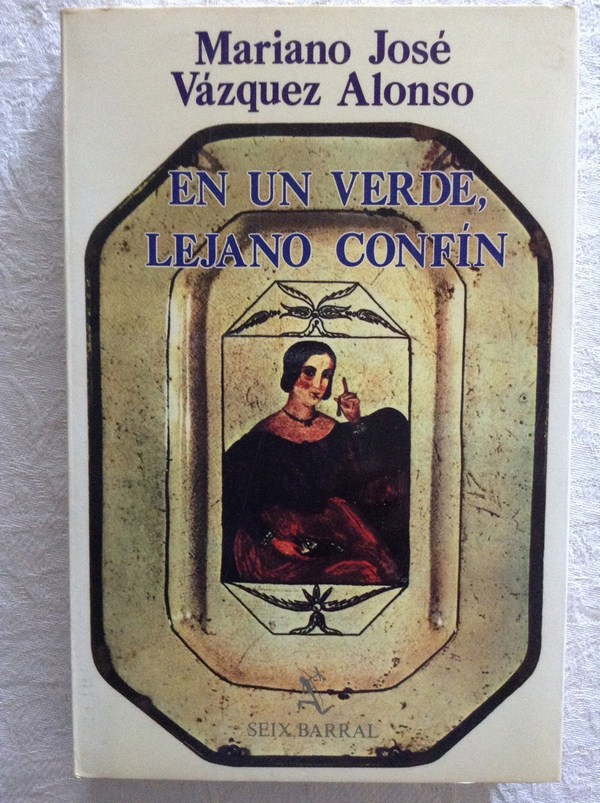 Mariano José
Vázquez Alonso
EN UN VERDE,
LEJANO CONFÍN
SEIX BARRAL